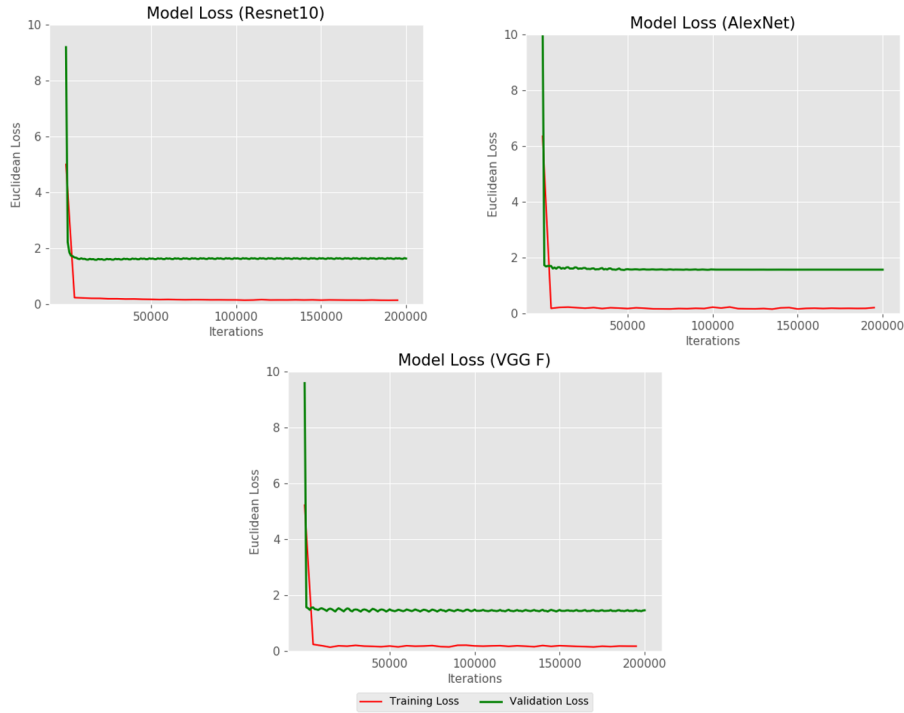 Model Loss (Resnet10)
10
8
6
4
2
0
Euclidean Loss
50000 100000 150000 200000
Iterations
Model Loss (AlexNet)
10
8
6
4
2
0
Euclidean Loss
50000 100000 150000 200000
Iterations
Model Loss (VGG F)
10
8
6
4
2
0
Euclidean Loss
50000 100000 150000 200000
Iterations
Training Loss Validation Loss